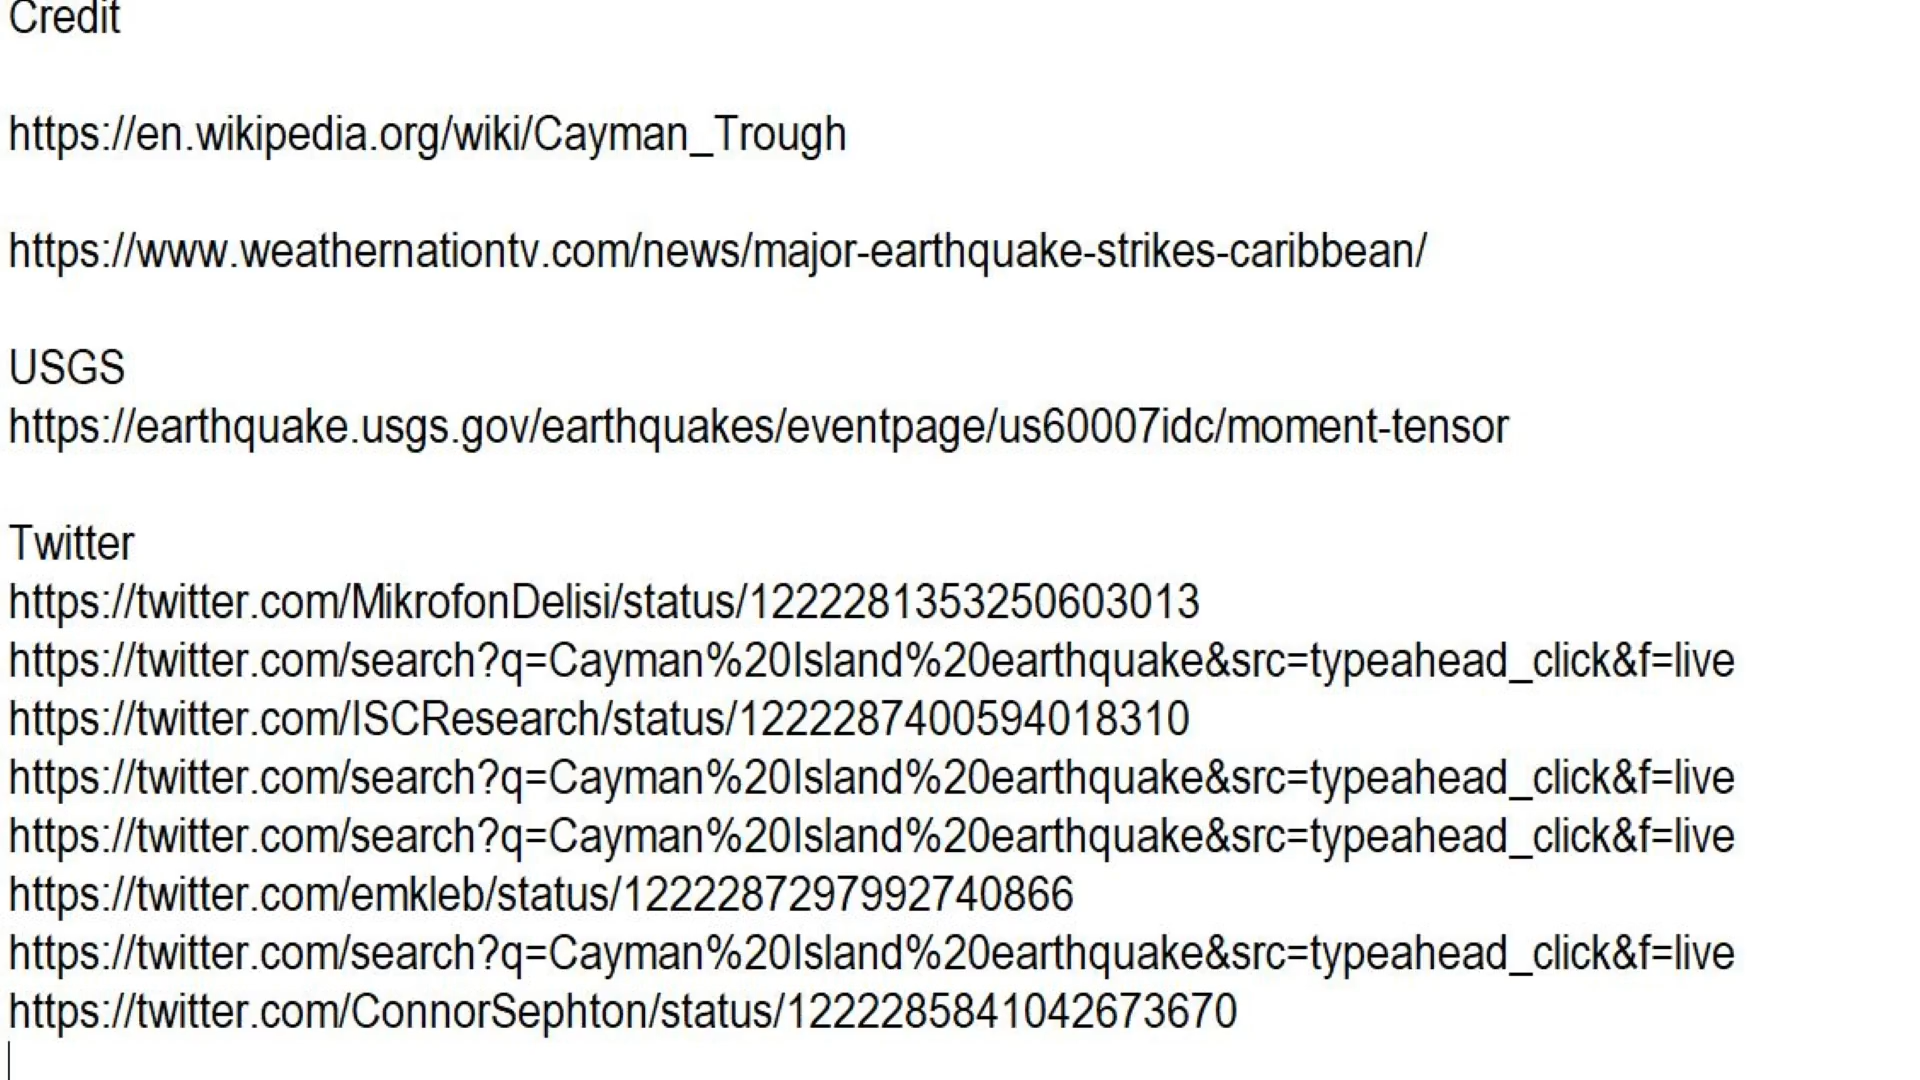 Credit
https://en.wikipedia.org/wiki/Cayman_Trough
https://www.weathernationtv.com/news/major-earthquake-strikes-caribbean/
USGS
https://earthquake.usgs.gov/earthquakes/eventpage/us60007idc/moment-tensor
Twitter
https://twitter.com/MikrofonDelisi/status/1222281353250603013
https://twitter.com/search?q=Cayman%20Island%20earthquake&src=typeahead_click&f=live
https://twitter.com/ISCResearch/status/1222287400594018310
https://twitter.com/search?q=Cayman%20Island%20earthquake&src=typeahead_click&f=live
https://twitter.com/search?q=Cayman%20Island%20earthquake&src=typeahead_click&f=live
https://twitter.com/emkleb/status/1222287297992740866
https://twitter.com/search?q=Cayman%20Island%20earthquake&src=typeahead_click&f=live
https://twitter.com/ConnorSephton/status/1222285841042673670